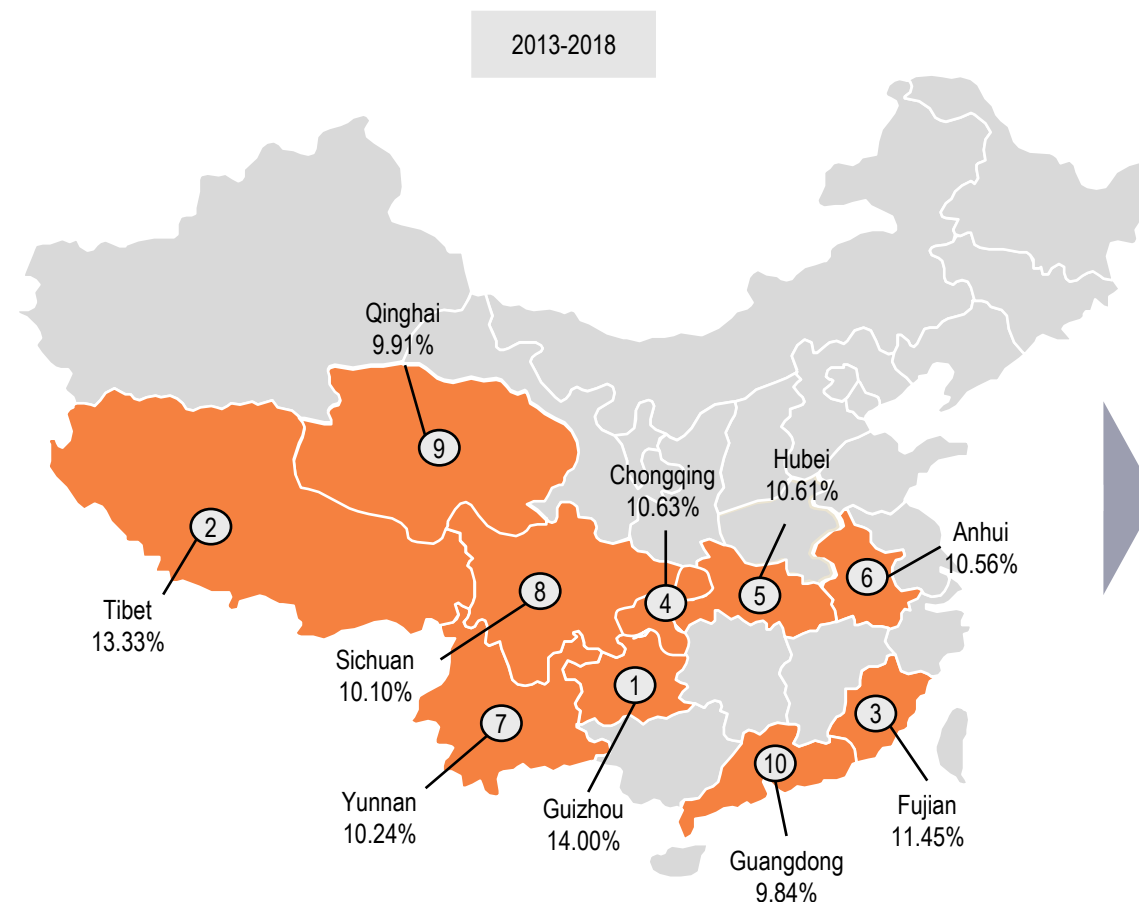 2013-2018
Qinghai
9.91%
9
Chongqing
10.63%
Hubei
10.61%
Anhui
10.56%
2
Tibet
13.33%
8
Sichuan
10.10%
4
5
6
1
7
3
10
Yunnan
10.24%
Guizhou
14.00%
Fujian
11.45%
Guangdong
9.84%